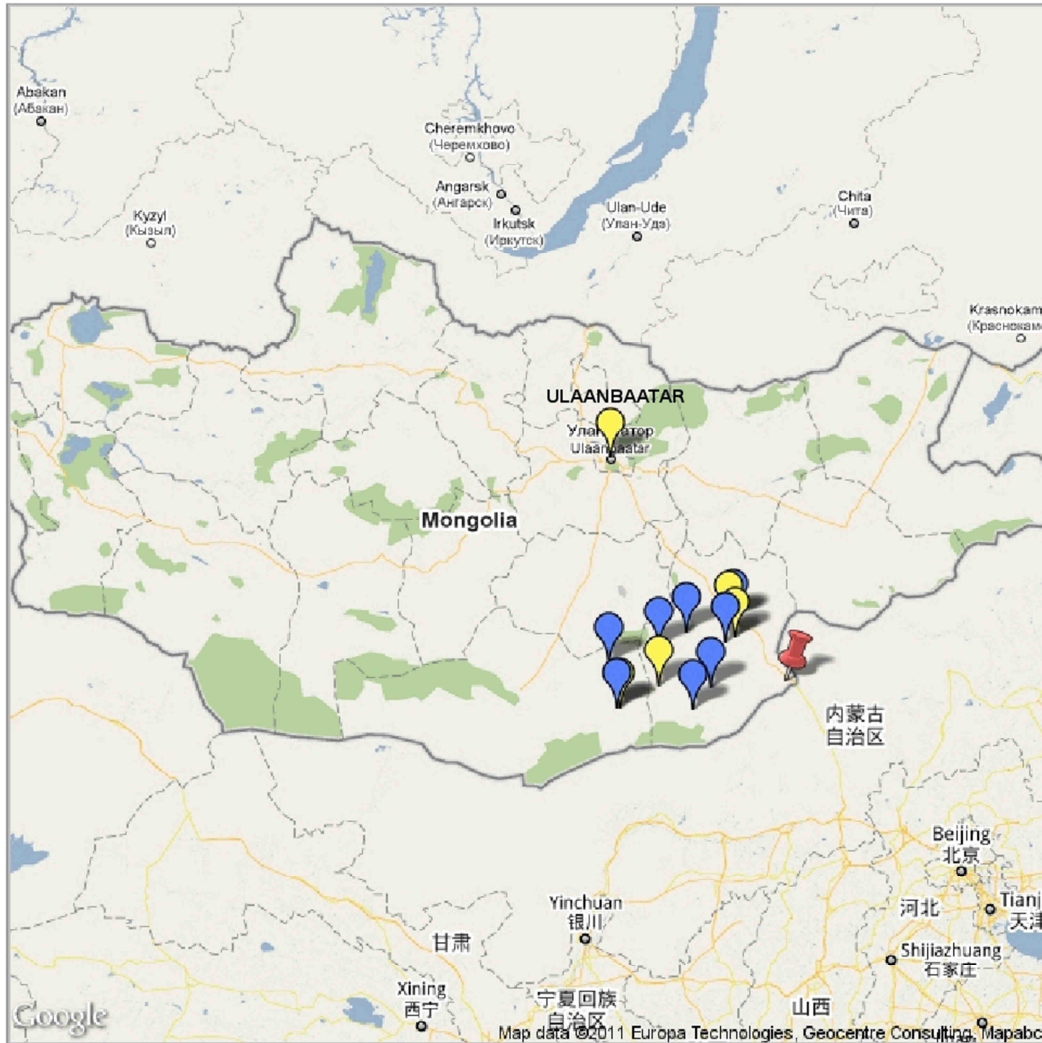 Abakan
(Абакан)
Cheremkhovo
(Черемхово)
Angarsk
(Ангарск)
Irkutsk
(Иркутск)
Ulan-Ude
(Улан-Удэ)
Chita
(Чита)
Kyzyl
(Кызыл)
Krasnokam
(Краснокаме
ULAANBAATAR
Ulaanbaatar
Mongolia
内蒙古
自治区
Beijing
北京
Tianj
天津
河北
Shijiazhuang
石家庄
Yinchuan
银川
甘肃
Xining
西宁
宁夏回族
自治区
山西
Google
Map data ©2011 Europa Technologies, Geocentre Consulting, Mapabc